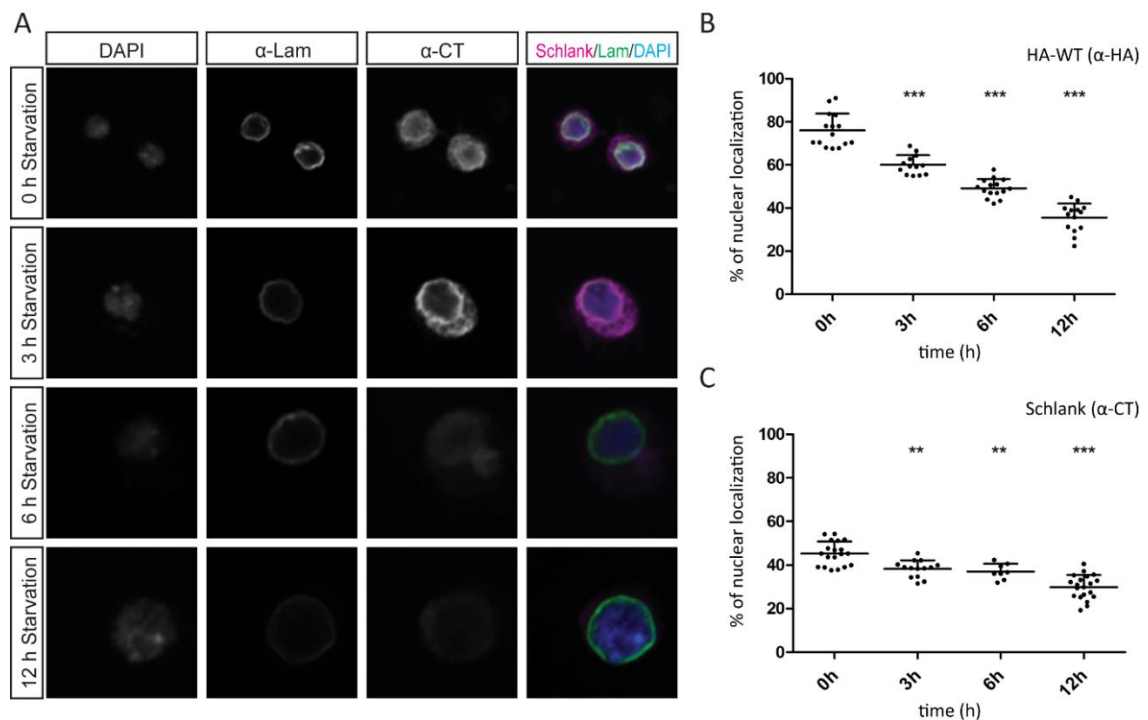 A
DAPI
α-Lam
α-CT
Schlank/Lam/DAPI
0 h Starvation
3 h Starvation
6 h Starvation
12 h Starvation
B
HA-WT (α-HA)
% of nuclear localization
100
80
60
40
20
0
*** *** ***
0h 3h 6h 12h
time (h)
C
Schlank (α-CT)
% of nuclear localization
100
80
60
40
20
0
** ** ***
0h 3h 6h 12h
time (h)